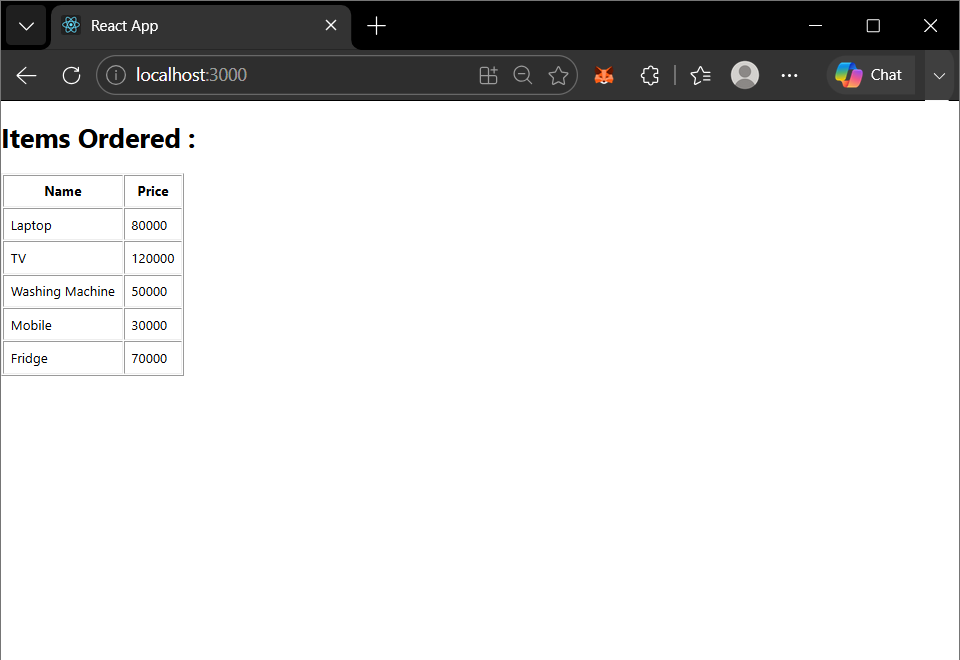 React App
localhost:3000
Chat
Items Ordered :
Name Price
Laptop 80000
TV 120000
Washing Machine 50000
Mobile 30000
Fridge 70000